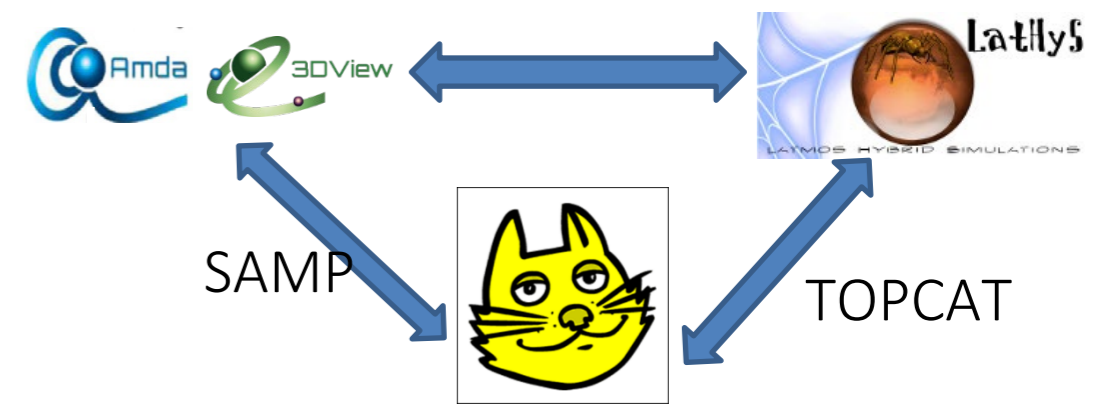 Amda
3DView
LatHyS
LATMOS HYBRID SIMULATIONS
SAMP
TOPCAT